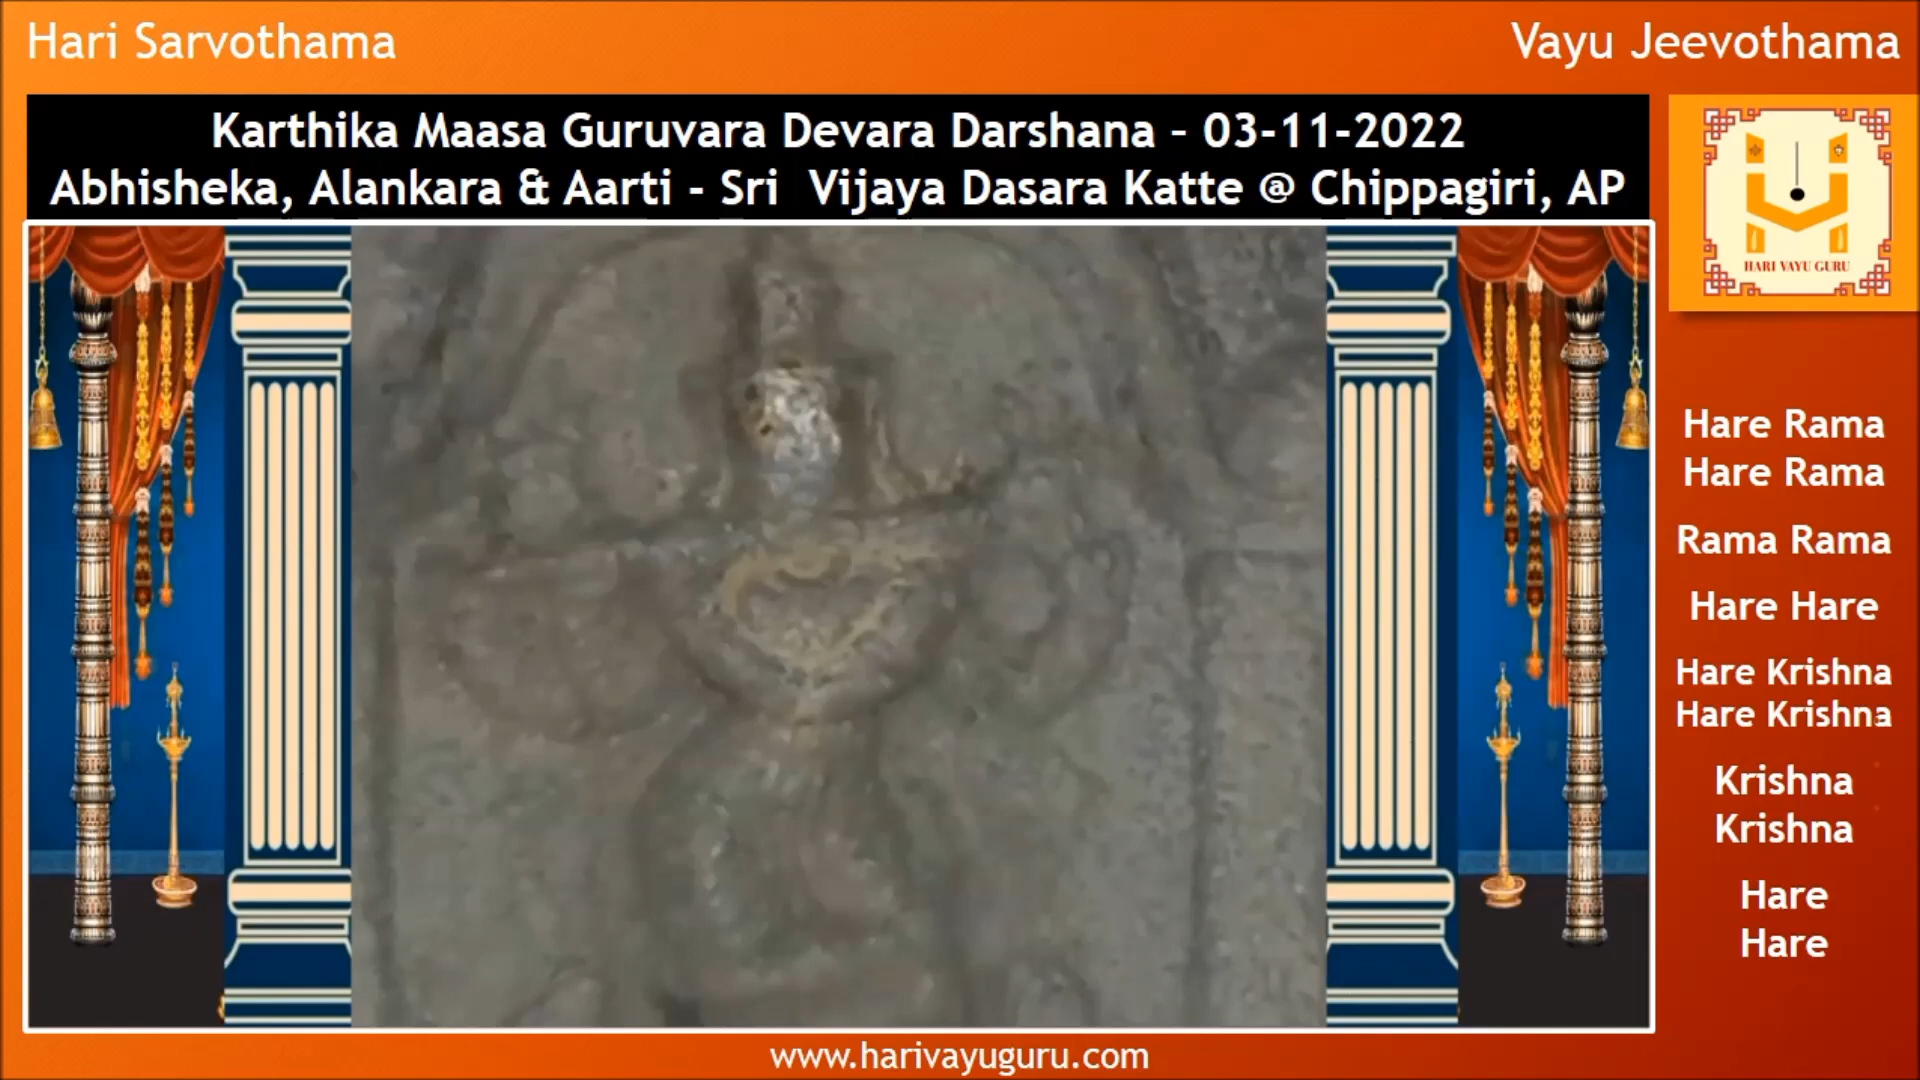 Hari Sarvothama
Vayu Jeevothama
Karthika Maasa Guruvara Devara Darshana – 03-11-2022
Abhisheka, Alankara & Aarti - Sri Vijaya Dasara Katte @ Chippagiri, AP
HARI VAYU GURU
Hare Rama
Hare Rama
Rama Rama
Hare Hare
Hare Krishna
Hare Krishna
Krishna
Krishna
Hare
Hare
www.harivayuguru.com